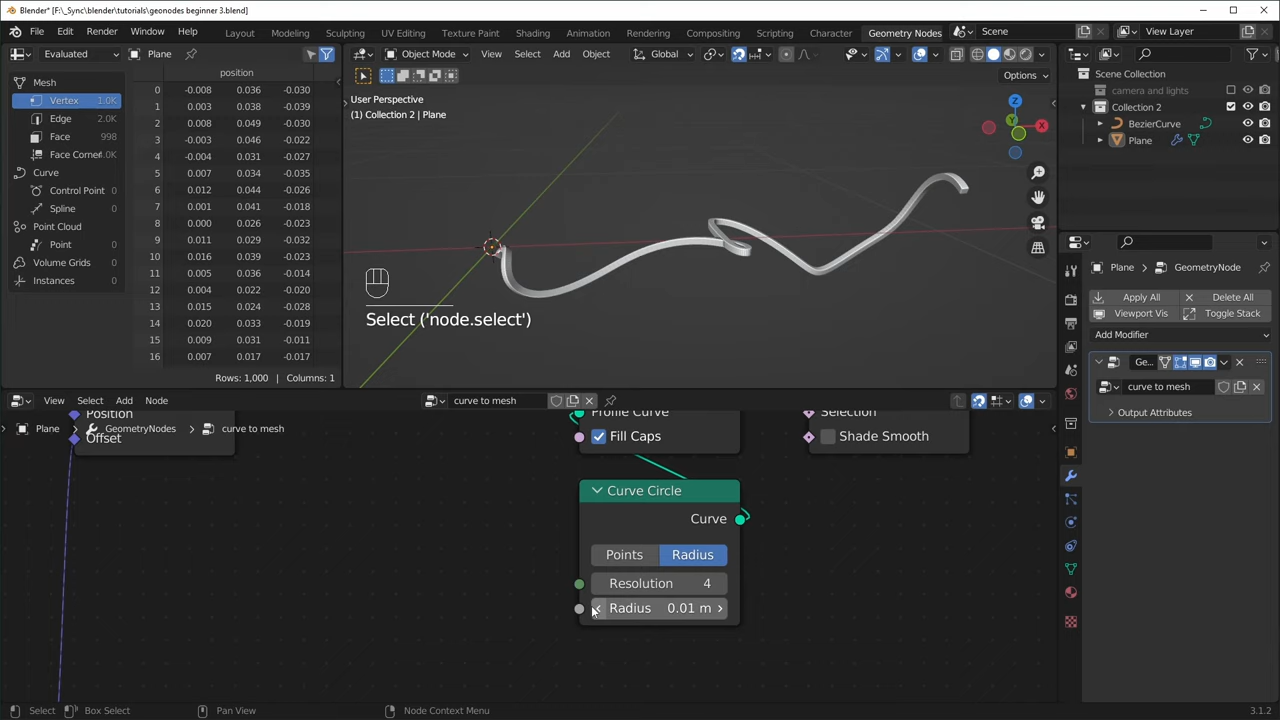 Blender* [F:\_Sync\blender\tutorials\geonodes beginner 3.blend]
File Edit Render Window Help Layout Modeling Sculpting UV Editing Texture Paint Shading Animation Rendering Compositing Scripting Character Geometry Nodes Scene View Layer
Evaluated Plane
Object Mode View Select Add Object Global
Options
Mesh
Vertex 1.0K
Edge 2.0K
Face 998
Face Corner 4.0K
Curve
Control Point 0
Spline 0
Point Cloud
Point 0
Volume Grids 0
Instances 0
position
0 -0.008 0.036 -0.030
1 0.003 0.038 -0.039
2 0.008 0.049 -0.030
3 -0.003 0.046 -0.022
4 -0.004 0.031 -0.027
5 0.007 0.034 -0.035
6 0.012 0.044 -0.026
7 0.001 0.041 -0.018
8 0.000 0.026 -0.023
9 0.011 0.029 -0.032
10 0.016 0.039 -0.023
11 0.005 0.036 -0.014
12 0.004 0.022 -0.020
13 0.015 0.024 -0.028
14 0.020 0.033 -0.019
15 0.009 0.031 -0.011
16 0.007 0.017 -0.017
Rows: 1,000 | Columns: 1
User Perspective
(1) Collection 2 | Plane
Z
Y
X
Select ('node.select')
Scene Collection
camera and lights
Collection 2
BezierCurve
Plane
Plane GeometryNode
Apply All Delete All
Viewport Vis Toggle Stack
Add Modifier
Ge...
curve to mesh
Output Attributes
View Select Add Node curve to mesh
Plane GeometryNodes curve to mesh
Position
Offset
Profile Curve
Fill Caps
Selection
Shade Smooth
Curve Circle
Curve
Points Radius
Resolution 4
Radius 0.01 m
Select Box Select Pan View Node Context Menu 3.1.2